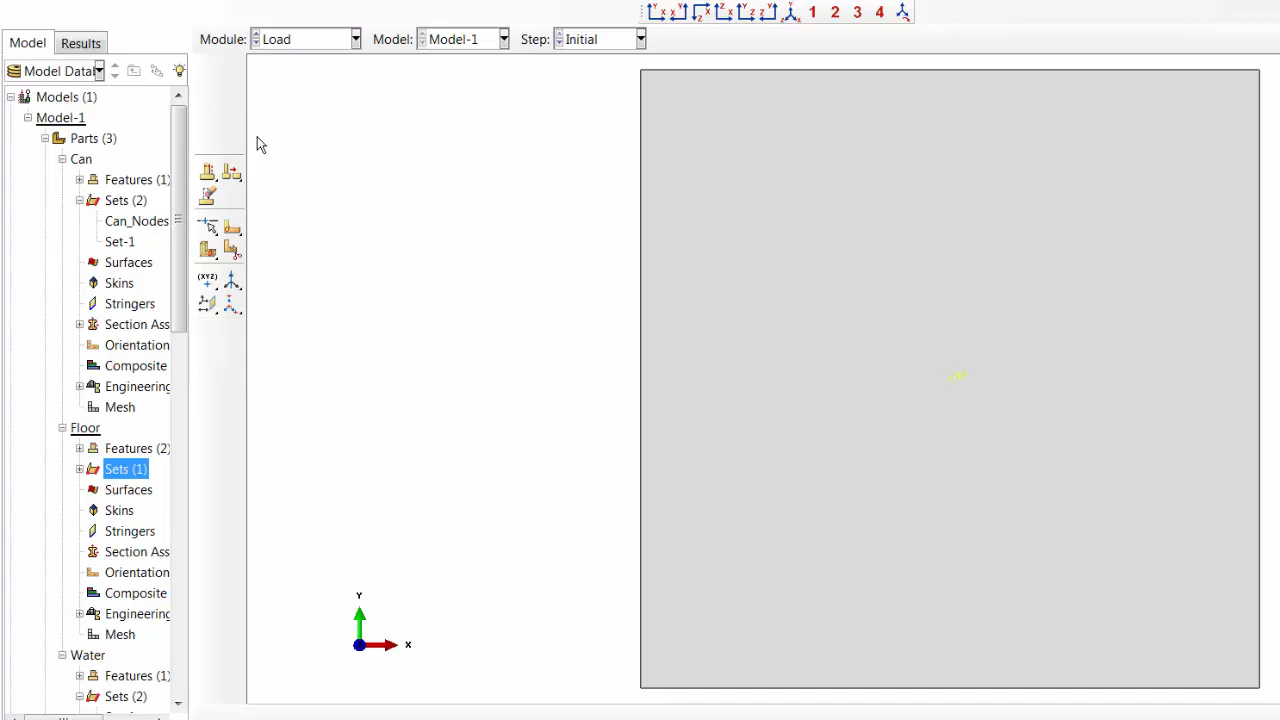 1 2 3 4
Model Results Module: Load Model: Model-1 Step: Initial
Model Datal
Models (1)
Model-1
Parts (3)
Can
Features (1)
Sets (2)
Can_Nodes
Set-1
Surfaces
Skins
Stringers
Section Ass
Orientation
Composite
Engineering
Mesh
Floor
Features (2)
Sets (1)
Surfaces
Skins
Stringers
Section Ass
Orientation
Composite
Engineering
Mesh
Water
Features (1)
Sets (2)
(XYZ)
Y
X